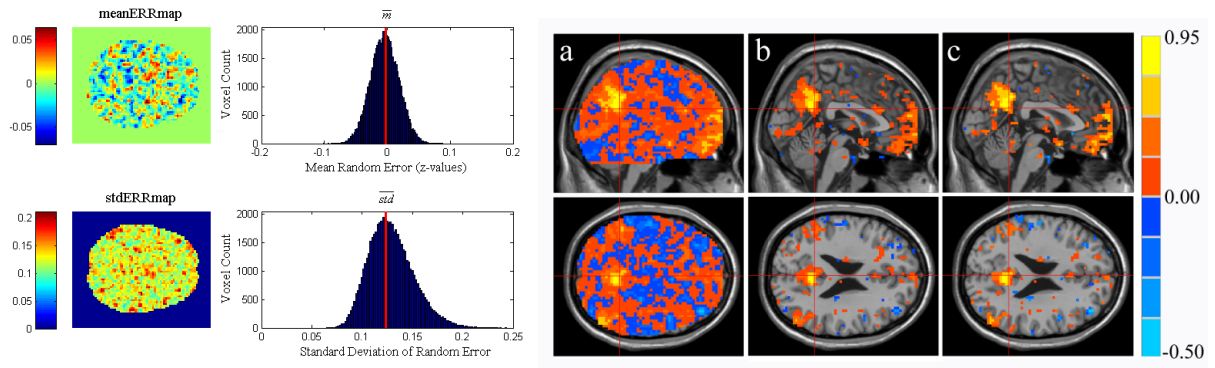 meanERRmap
0.05
0
-0.05
m
Voxel Count
2000
1500
1000
500
0
-0.2 -0.1 0 0.1 0.2
Mean Random Error (z-values)
stdERRmap
0.2
0.15
0.1
0.05
0
std
Voxel Count
2000
1500
1000
500
0
0 0.05 0.1 0.15 0.2 0.25
Standard Deviation of Random Error
a b c
0.95
0.00
-0.50